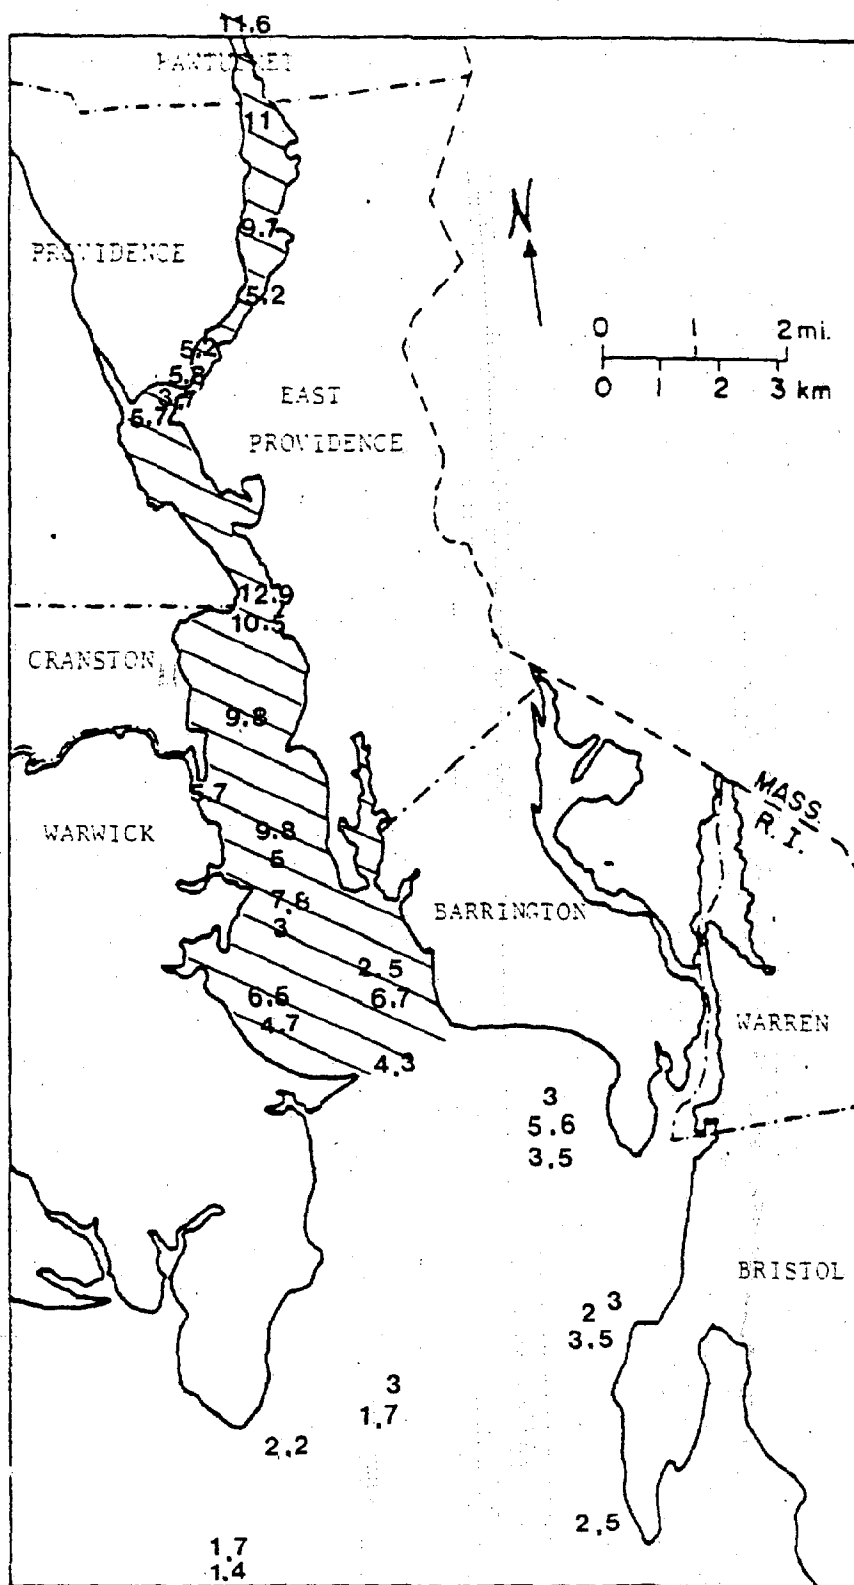 11.6
PAWTUCKET
11
9.7
PROVIDENCE
5.2
N
0 1 2 mi.
0 1 2 3 km
5.2
5.8
3.7
5.7
EAST
PROVIDENCE
12.9
10.5
CRANSTON
9.8
5.7
MASS.
R. I.
WARWICK
9.8
5
7.8
3
BARRINGTON
2.5
6.5
6.7
4.7
WARREN
4.3
3
5.6
3.5
BRISTOL
2 3
3.5
3
1.7
2.2
2.5
1.7
1.4